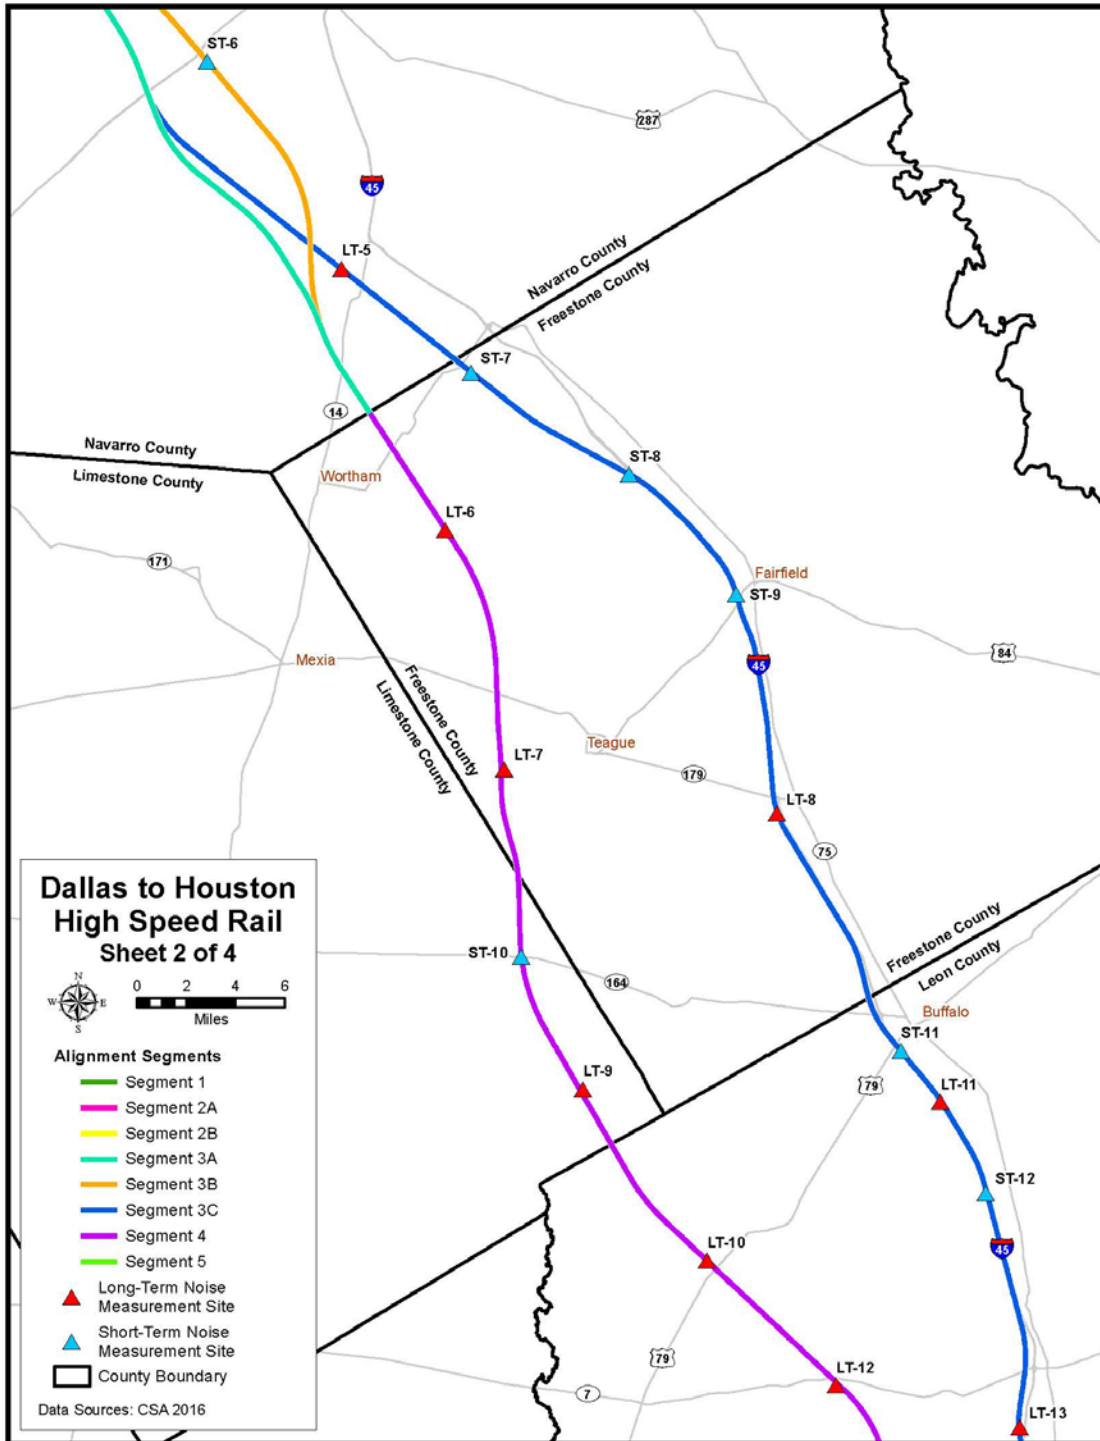 ST-6
287
45
LT-5
Navarro County
Freestone County
ST-7
14
Navarro County
Limestone County
Wortham
ST-8
LT-6
171
Fairfield
ST-9
Mexia
45
84
Freestone County
Limestone County
Teague
LT-7
179
LT-8
75
Dallas to Houston
High Speed Rail
Sheet 2 of 4
N
W
E
S
0 2 4 6
Miles
ST-10
164
Freestone County
Leon County
Buffalo
ST-11
79
LT-9
LT-11
ST-12
45
LT-10
79
7
LT-12
LT-13
Alignment Segments
Segment 1
Segment 2A
Segment 2B
Segment 3A
Segment 3B
Segment 3C
Segment 4
Segment 5
Long-Term Noise
Measurement Site
Short-Term Noise
Measurement Site
County Boundary
Data Sources: CSA 2016